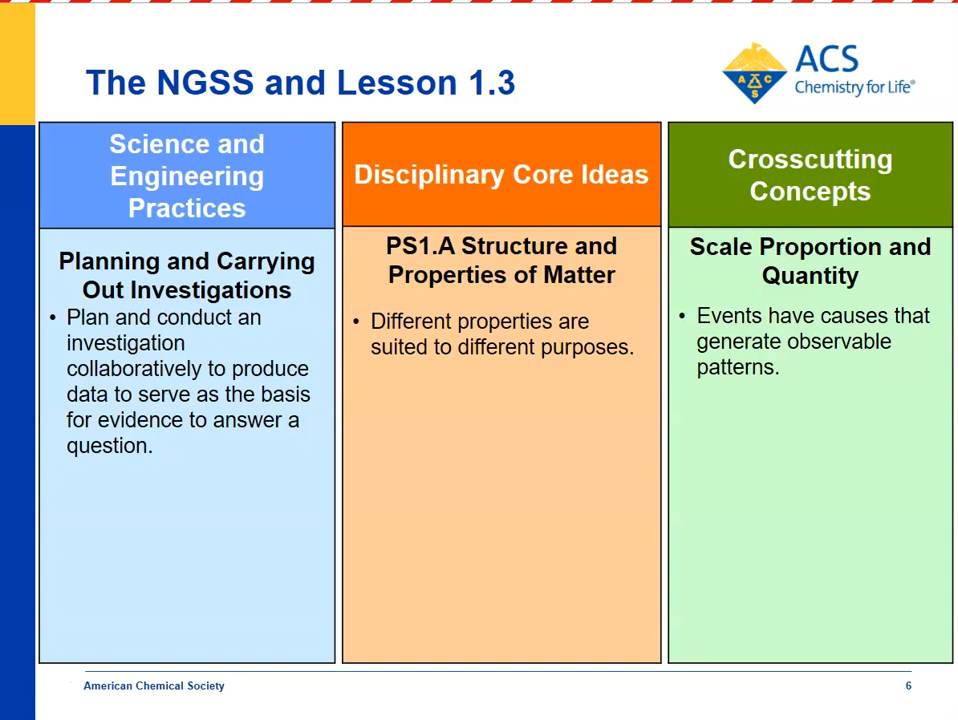 The NGSS and Lesson 1.3
A C S
ACS
Chemistry for Life®
Science and
Engineering
Practices
Planning and Carrying
Out Investigations
• Plan and conduct an
investigation
collaboratively to produce
data to serve as the basis
for evidence to answer a
question.
Disciplinary Core Ideas
PS1.A Structure and
Properties of Matter
• Different properties are
suited to different purposes.
Crosscutting
Concepts
Scale Proportion and
Quantity
• Events have causes that
generate observable
patterns.
American Chemical Society
6